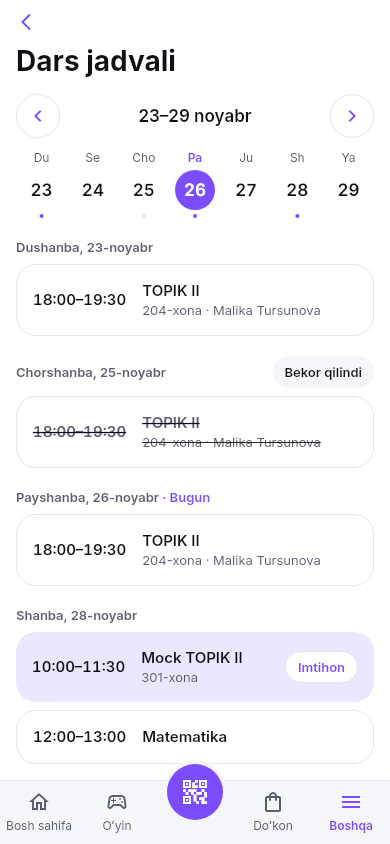 Dars jadvali
23–29 noyabr
Du Se Cho Pa Ju Sh Ya
23 24 25 26 27 28 29
Dushanba, 23-noyabr
18:00–19:30 TOPIK II
204-xona · Malika Tursunova
Chorshanba, 25-noyabr Bekor qilindi
18:00–19:30 TOPIK II
204-xona · Malika Tursunova
Payshanba, 26-noyabr · Bugun
18:00–19:30 TOPIK II
204-xona · Malika Tursunova
Shanba, 28-noyabr
10:00–11:30 Mock TOPIK II Imtihon
301-xona
12:00–13:00 Matematika
Bosh sahifa Oʻyin Doʻkon Boshqa